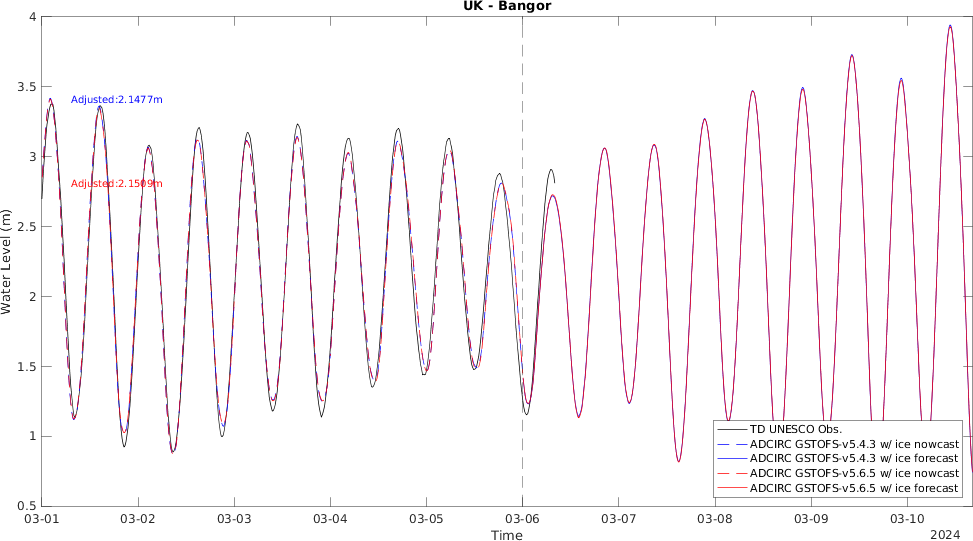 UK - Bangor
4
3.5
3
2.5
2
1.5
1
0.5
Water Level (m)
Adjusted:2.1477m
Adjusted:2.1509m
TD UNESCO Obs.
ADCIRC GSTOFS-v5.4.3 w/ ice nowcast
ADCIRC GSTOFS-v5.4.3 w/ ice forecast
ADCIRC GSTOFS-v5.6.5 w/ ice nowcast
ADCIRC GSTOFS-v5.6.5 w/ ice forecast
03-01 03-02 03-03 03-04 03-05 03-06 03-07 03-08 03-09 03-10
Time
2024